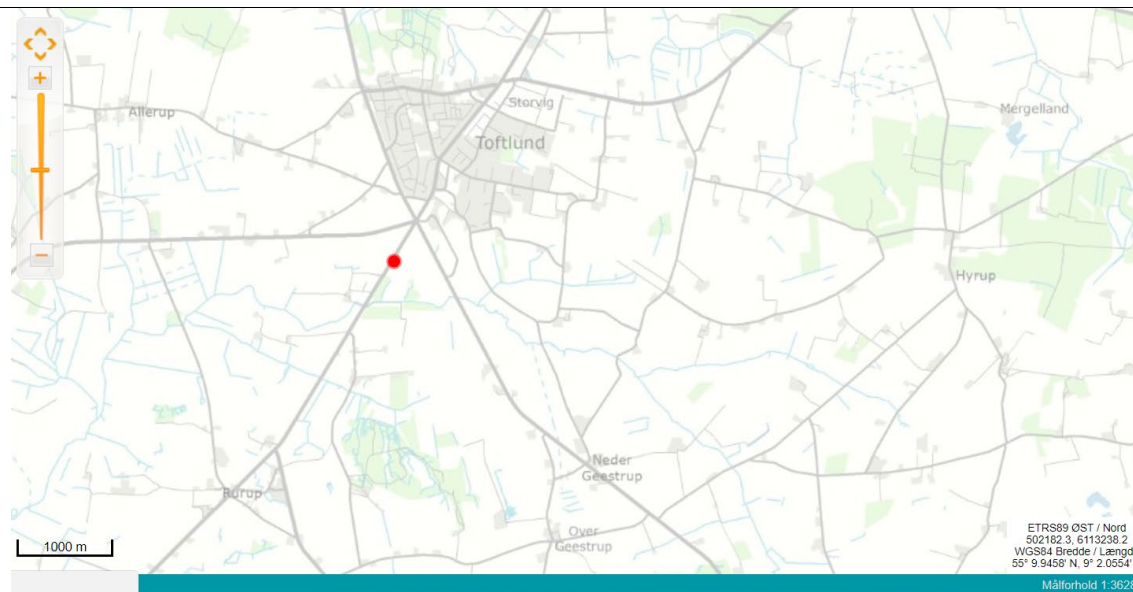 Allerup
Storvig
Toftlund
Mergelland
Hyrup
Neder
Geestrup
Rurup
Over
Geestrup
1000 m
ETRS89 ØST / Nord
502182.3, 6113238.2
WGS84 Bredde / Længd
55° 9.9458' N, 9° 2.0554'
Målforhold 1:3628